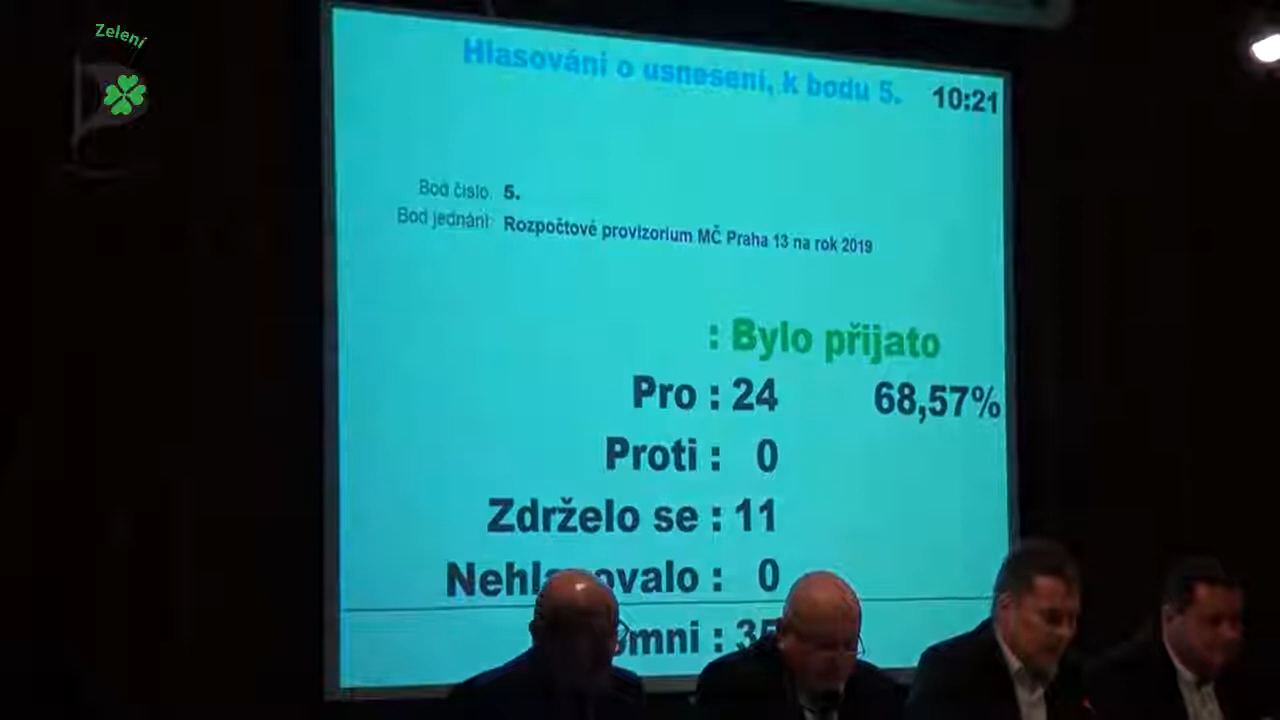 Zelení
Hlasování o usnesení, k bodu 5.
10:21
Bod číslo: 5.
Bod jednání: Rozpočtové provizorium MČ Praha 13 na rok 2019
: Bylo přijato
Pro : 24 68,57%
Proti : 0
Zdrželo se : 11
: 0
: 35